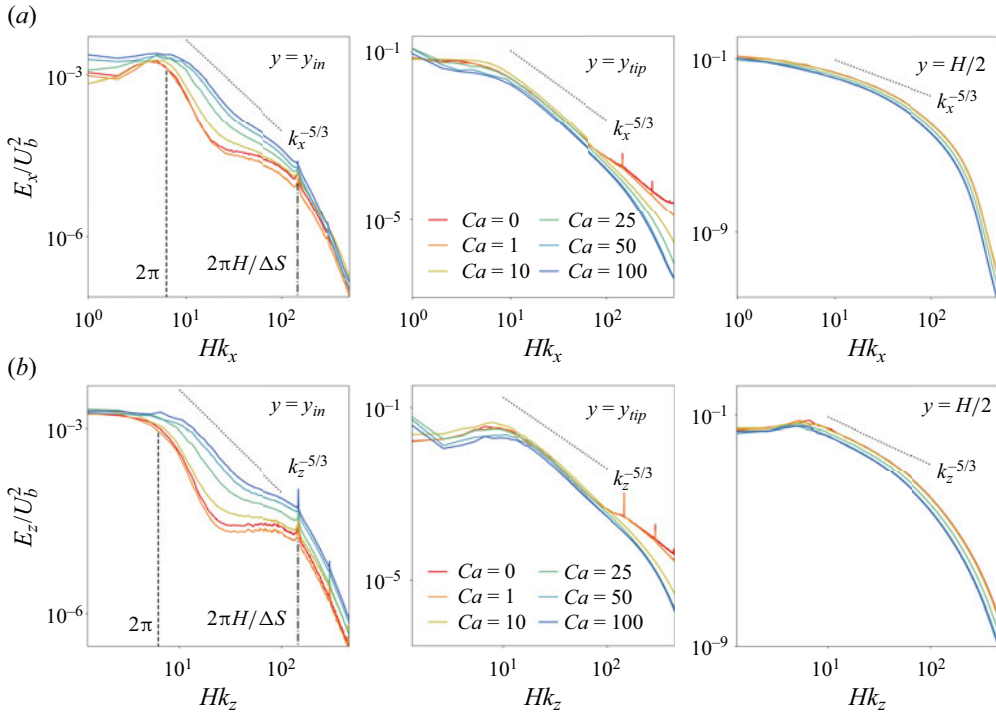 (a)
y = y_in
10^-3
k_x^-5/3
10^-6
2π
2πH/ΔS
10^0
10^1
10^2
E_x/U_b^2
Hk_x
y = y_tip
10^-1
k_x^-5/3
10^-5
Ca = 0
Ca = 25
Ca = 1
Ca = 50
Ca = 10
Ca = 100
10^0
10^1
10^2
Hk_x
y = H/2
10^-1
k_x^-5/3
10^-9
10^0
10^1
10^2
Hk_x
(b)
y = y_in
10^-3
k_z^-5/3
10^-6
2π
2πH/ΔS
10^1
10^2
E_z/U_b^2
Hk_z
y = y_tip
10^-1
k_z^-5/3
10^-5
Ca = 0
Ca = 25
Ca = 1
Ca = 50
Ca = 10
Ca = 100
10^1
10^2
Hk_z
y = H/2
10^-1
k_z^-5/3
10^-9
10^1
10^2
Hk_z